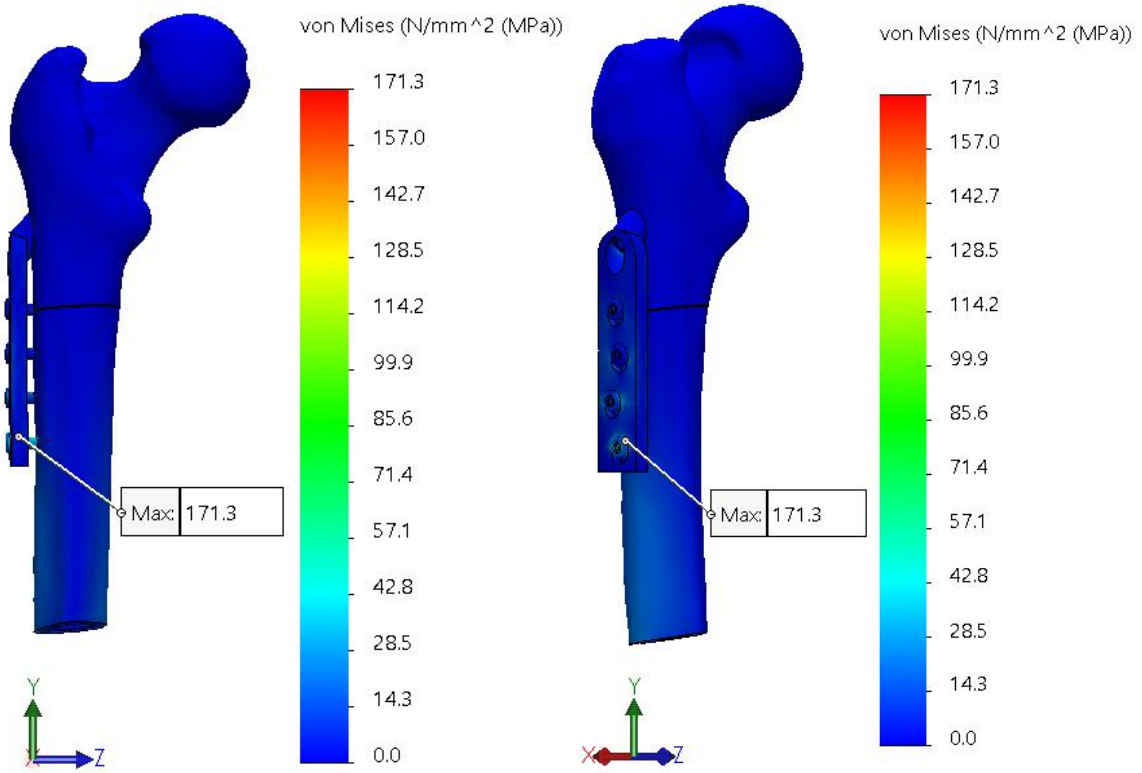 von Mises (N/mm^2 (MPa))
171.3
157.0
142.7
128.5
114.2
99.9
85.6
71.4
57.1
42.8
28.5
14.3
0.0
Max: 171.3
Y
X
Z
von Mises (N/mm^2 (MPa))
171.3
157.0
142.7
128.5
114.2
99.9
85.6
71.4
57.1
42.8
28.5
14.3
0.0
Max: 171.3
Y
X
Z